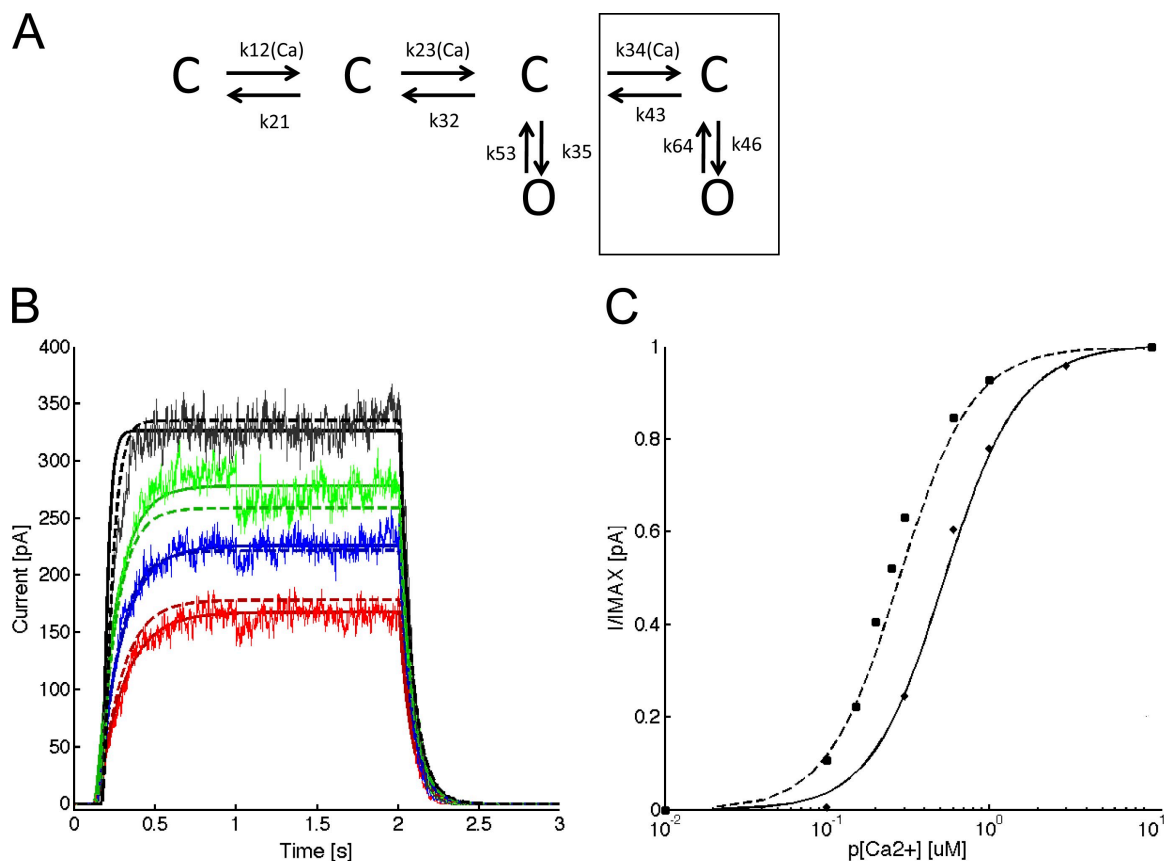 A
k12(Ca) k23(Ca) k34(Ca)
C C C C
k21 k32 k43
k53 k35 k64 k46
O O
B
400
350
300
250
200
150
100
50
0
0 0.5 1 1.5 2 2.5 3
Current [pA]
Time [s]
C
1
0.8
0.6
0.4
0.2
0
10-2 10-1 100 101
I/IMAX [pA]
p[Ca2+] [uM]